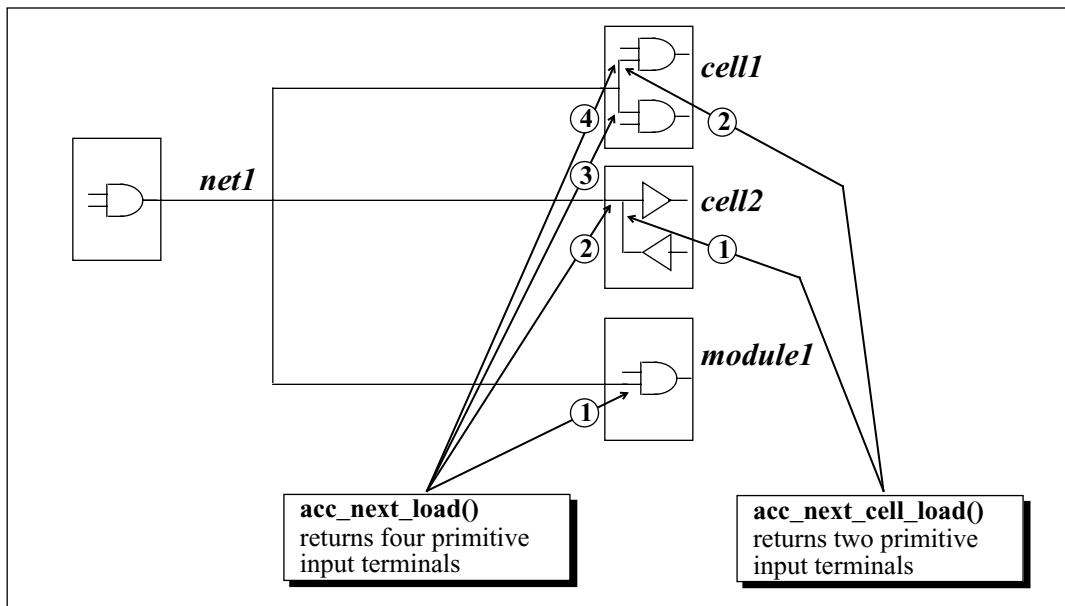 cell1
4
2
3
net1
cell2
2
1
module1
1
acc_next_load()
returns four primitive
input terminals
acc_next_cell_load()
returns two primitive
input terminals